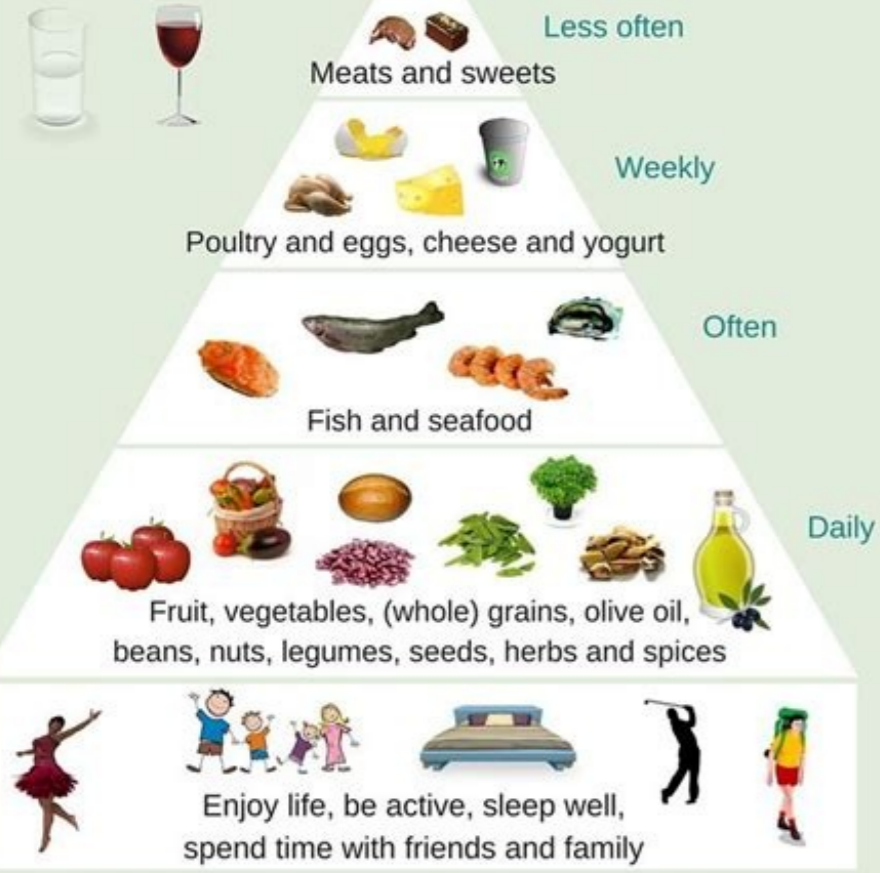 Less often
Meats and sweets
Weekly
Poultry and eggs, cheese and yogurt
Often
Fish and seafood
Daily
Fruit, vegetables, (whole) grains, olive oil,
beans, nuts, legumes, seeds, herbs and spices
Enjoy life, be active, sleep well,
spend time with friends and family